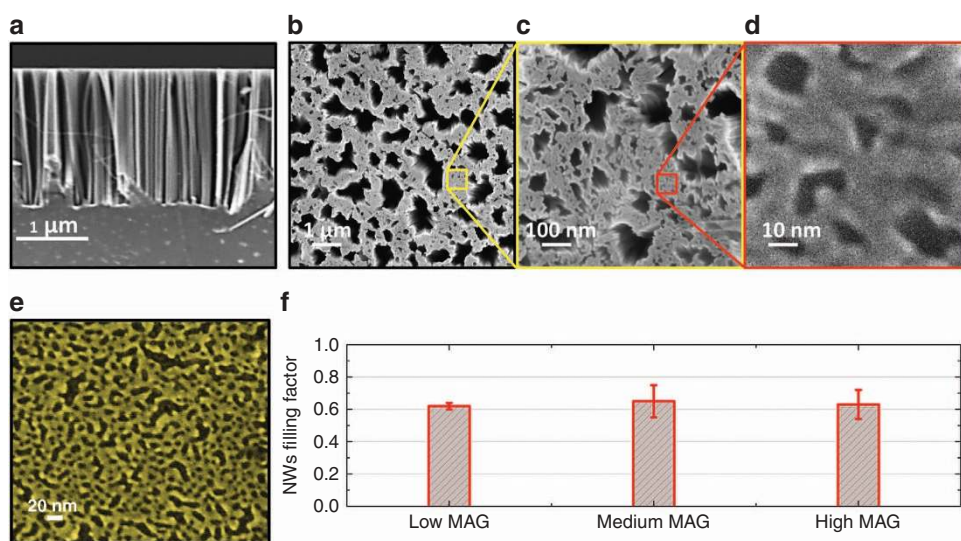 a
b
c
d
1 μm
1 μm
100 nm
10 nm
e
f
20 nm
NWs filling factor
1.0
0.8
0.6
0.4
0.2
0.0
Low MAG
Medium MAG
High MAG